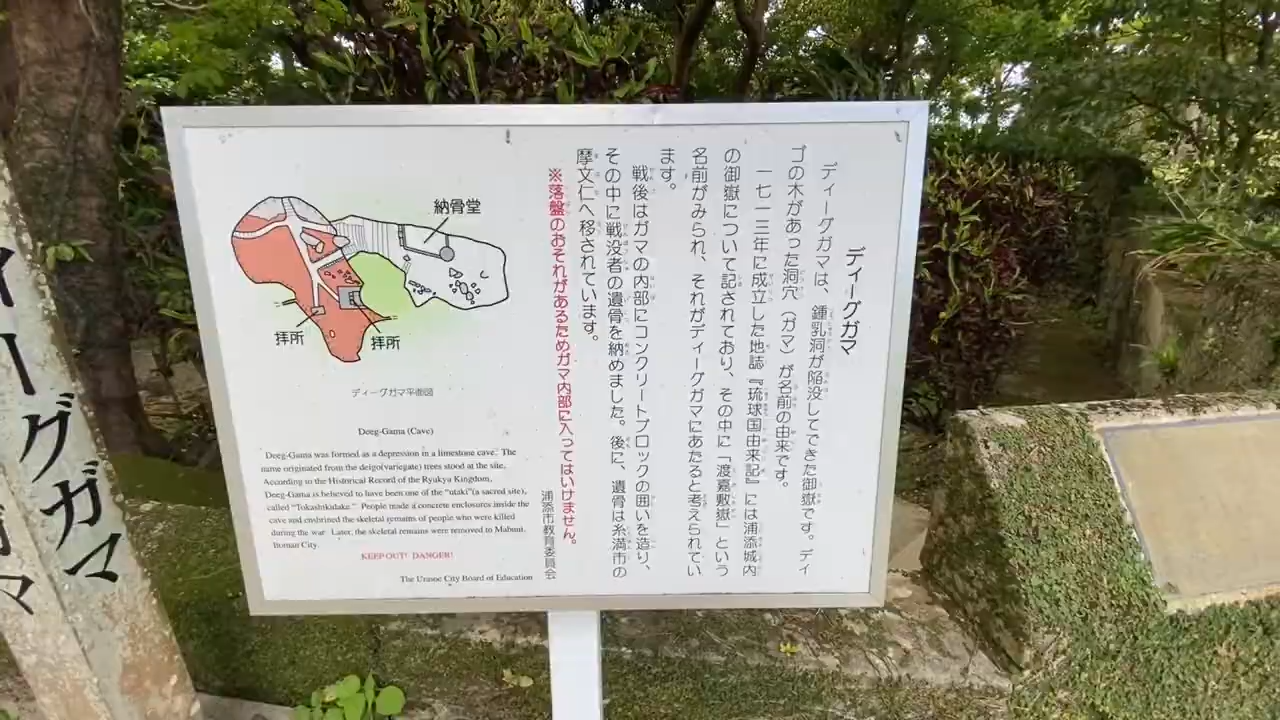 ディーグガマ
ディーグガマは、鍾乳洞が陥没してできた御嶽です。ディ
ゴの木があった洞穴（ガマ）が名前の由来です。
一七一三年に成立した地誌『琉球国由来記』には浦添城内
の御嶽について記されており、その中に「渡嘉敷嶽」という
名前がみられ、それがディーグガマにあたると考えられてい
ます。
戦後はガマの内部にコンクリートブロックの囲いを造り、
その中に戦没者の遺骨を納めました。後に、遺骨は糸満市の
摩文仁へ移されています。
※落盤のおそれがあるためガマ内部に入ってはいけません。
浦添市教育委員会
納骨堂
拝所
拝所
ディーグガマ平面図
Deeg-Gama (Cave)
Deeg-Gama was formed as a depression in a limestone cave. The
name originated from the deigo(variegate) trees stood at the site.
According to the Historical Record of the Ryukyu Kingdom,
Deeg-Gama is believed to have been one of the "utaki"(a sacred site),
called "Tokashikidake." People made a concrete enclosures inside the
cave and enshrined the skeletal remains of people who were killed
during the war. Later, the skeletal remains were removed to Mabuni,
Itoman City.
KEEP OUT! DANGER!
The Urasoe City Board of Education
ィーグガマ
マ